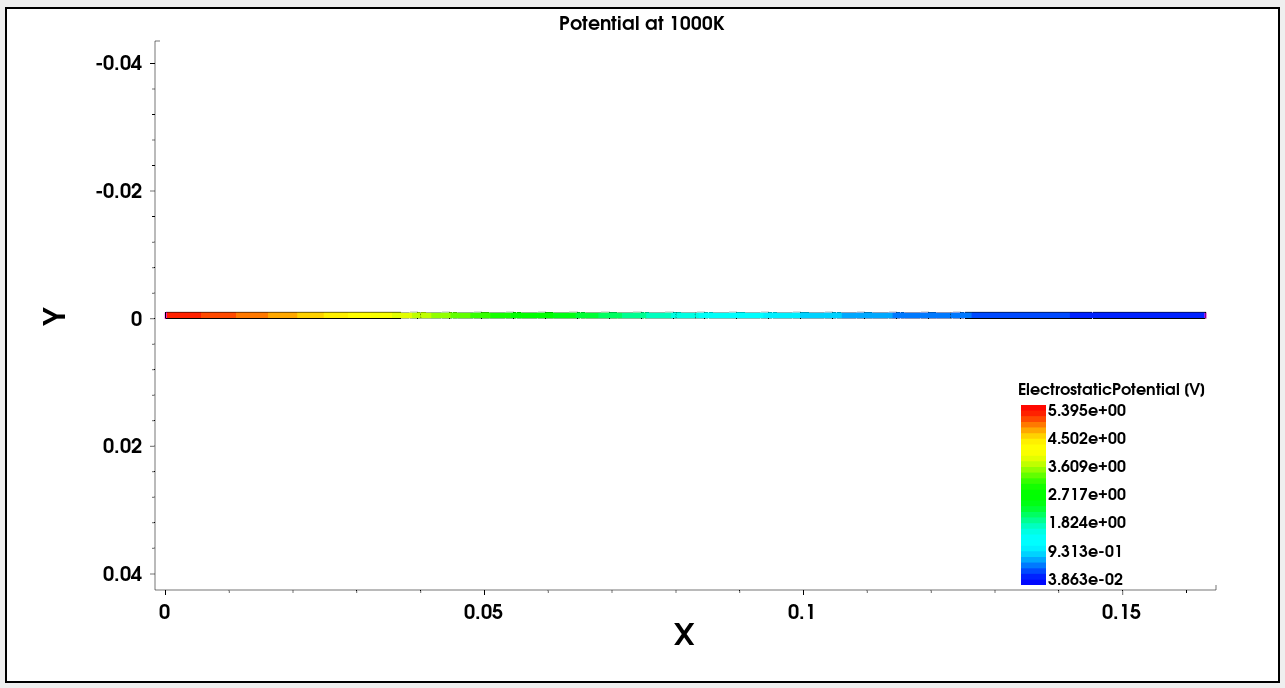 Potential at 1000K
-0.04
-0.02
Y
0
ElectrostaticPotential (V)
5.395e+00
4.502e+00
0.02
3.609e+00
2.717e+00
1.824e+00
9.313e-01
0.04
3.863e-02
0 0.05 0.1 0.15
X